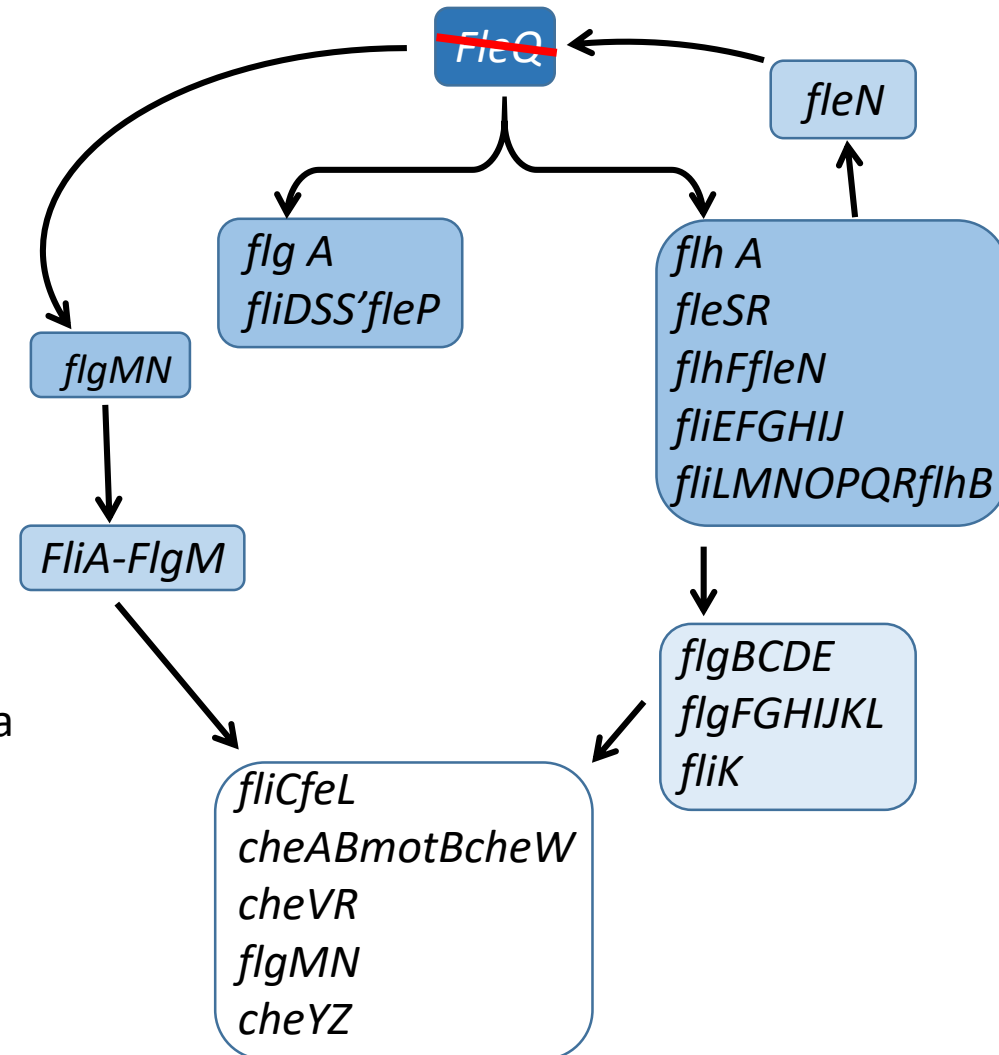 FleQ
fleN
flg A
fliDSS’fleP
flh A
fleSR
flhFfleN
fliEFGHIJ
fliLMNOPQRflhB
flgMN
FliA-FlgM
flgBCDE
flgFGHIJKL
fliK
a
fliCfeL
cheABmotBcheW
cheVR
flgMN
cheYZ